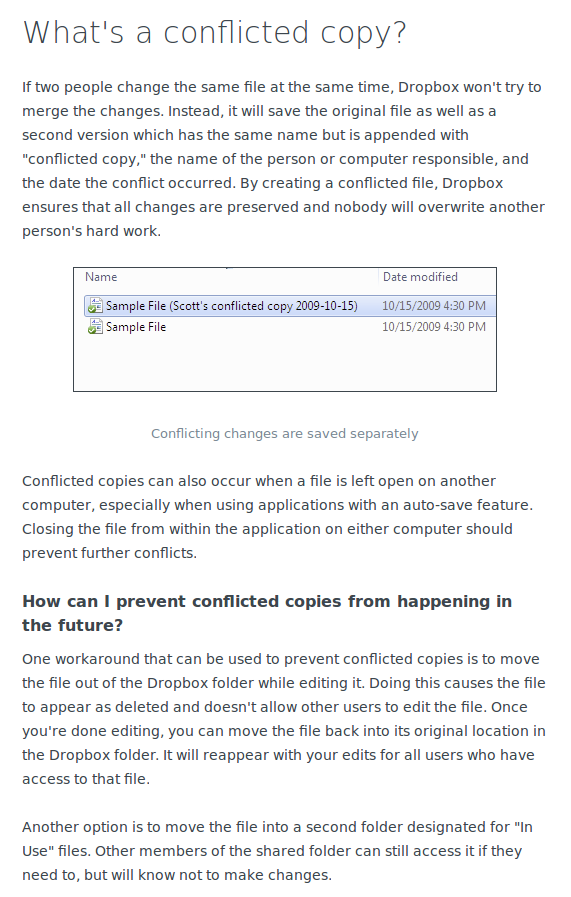 What's a conflicted copy?
If two people change the same file at the same time, Dropbox won't try to
merge the changes. Instead, it will save the original file as well as a
second version which has the same name but is appended with
"conflicted copy," the name of the person or computer responsible, and
the date the conflict occurred. By creating a conflicted file, Dropbox
ensures that all changes are preserved and nobody will overwrite another
person's hard work.
Name Date modified
Sample File (Scott's conflicted copy 2009-10-15) 10/15/2009 4:30 PM
Sample File 10/15/2009 4:30 PM
Conflicting changes are saved separately
Conflicted copies can also occur when a file is left open on another
computer, especially when using applications with an auto-save feature.
Closing the file from within the application on either computer should
prevent further conflicts.
How can I prevent conflicted copies from happening in
the future?
One workaround that can be used to prevent conflicted copies is to move
the file out of the Dropbox folder while editing it. Doing this causes the file
to appear as deleted and doesn't allow other users to edit the file. Once
you're done editing, you can move the file back into its original location in
the Dropbox folder. It will reappear with your edits for all users who have
access to that file.
Another option is to move the file into a second folder designated for "In
Use" files. Other members of the shared folder can still access it if they
need to, but will know not to make changes.